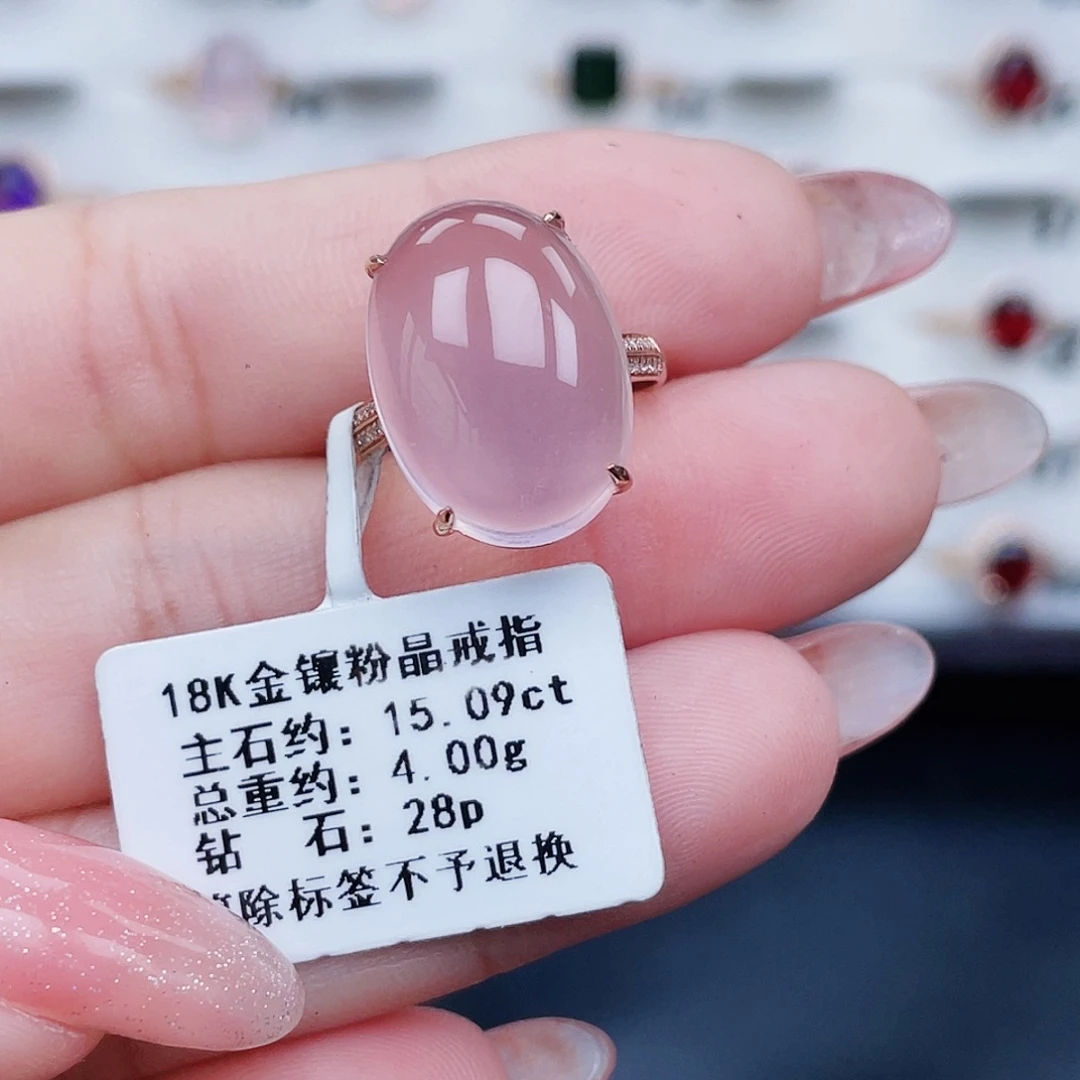 18K金镶粉晶戒指
主石约: 15.09ct
总重约: 4.00g
钻 石: 28p
除标签不予退换